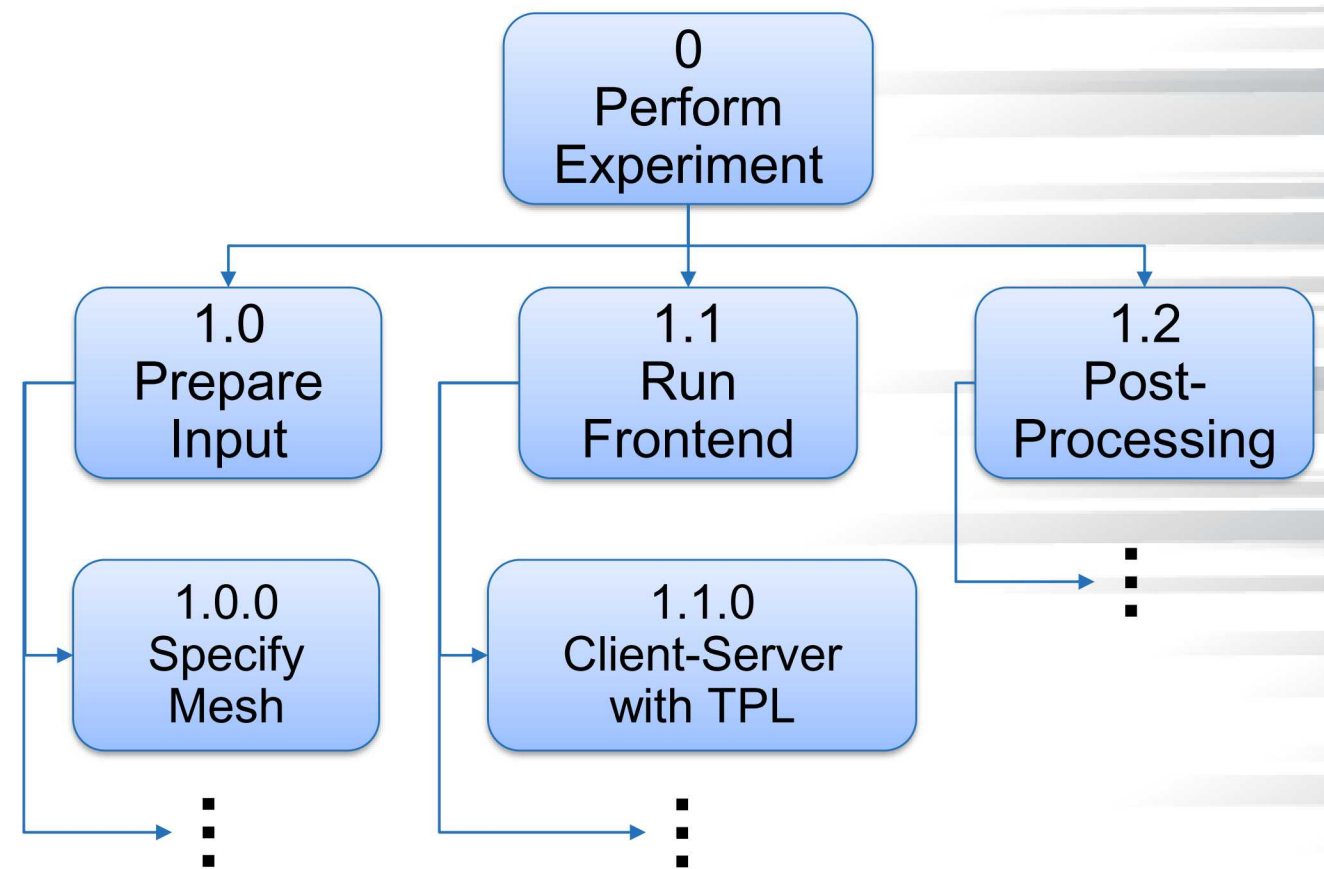 0
Perform
Experiment
1.0
Prepare
Input
1.1
Run
Frontend
1.2
Post-
Processing
1.0.0
Specify
Mesh
1.1.0
Client-Server
with TPL